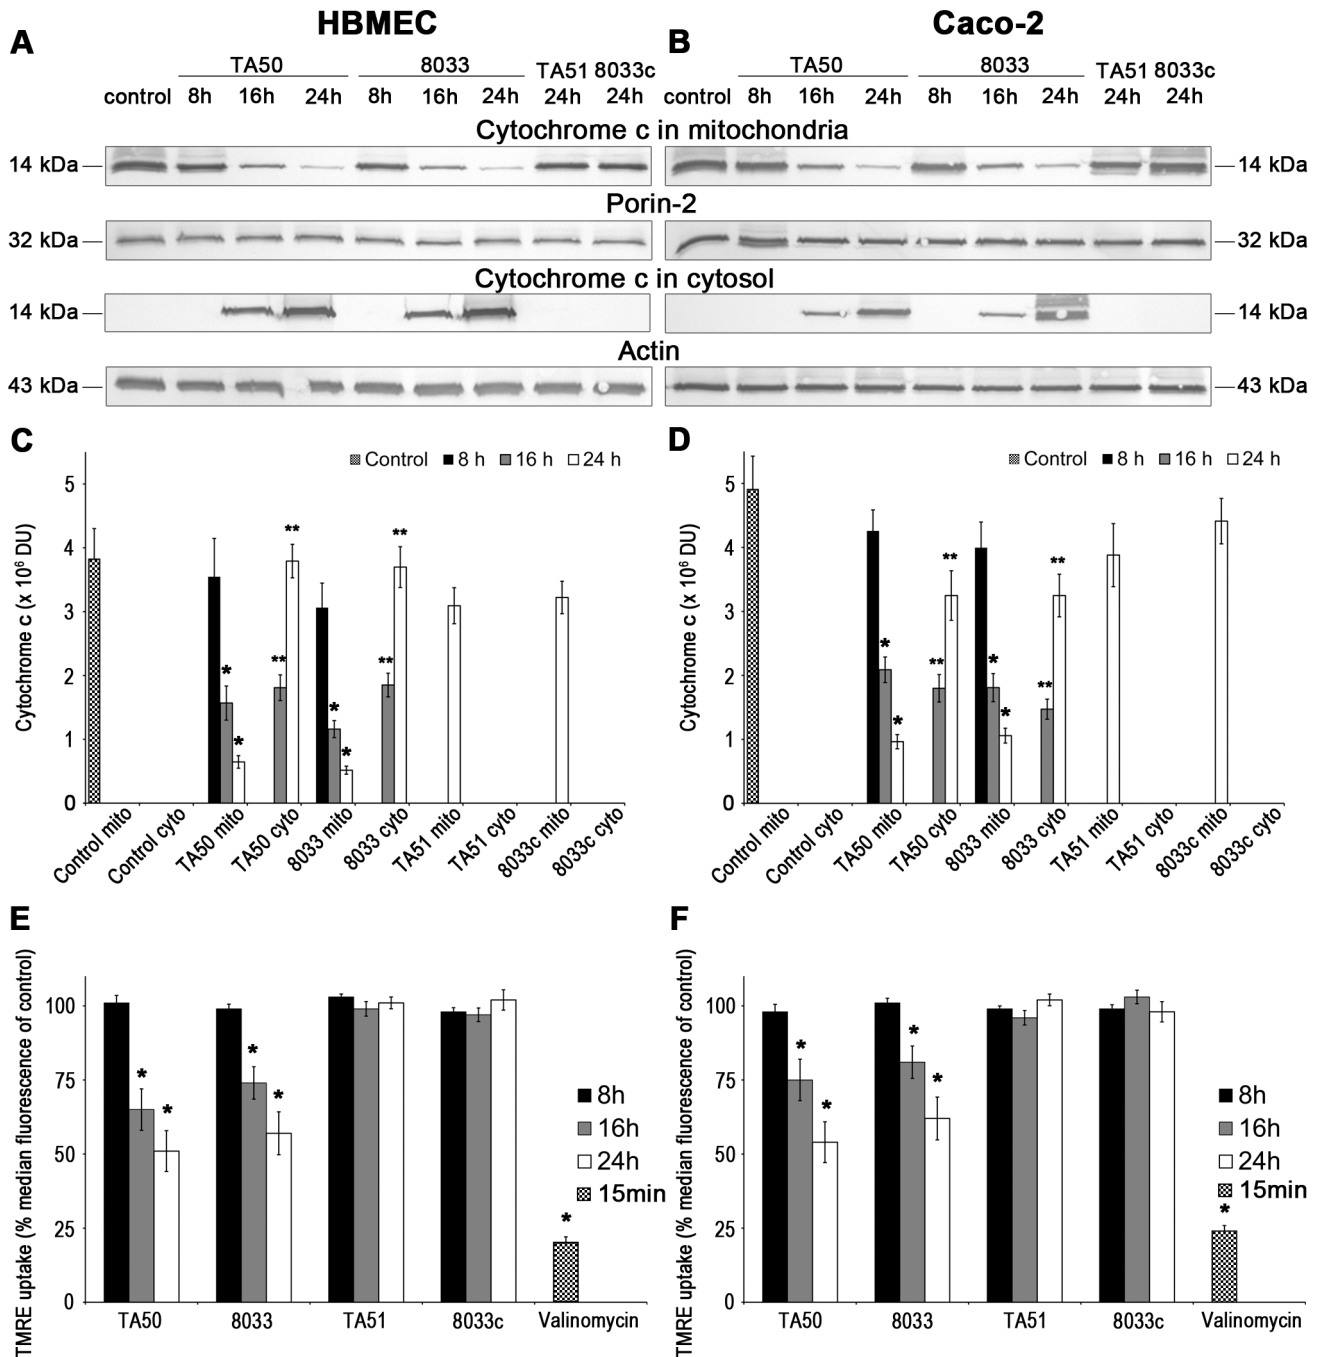 HBMEC Caco-2
A B
TA50 8033 TA51 8033c TA50 8033 TA51 8033c
control 8h 16h 24h 8h 16h 24h 24h 24h control 8h 16h 24h 8h 16h 24h 24h 24h
Cytochrome c in mitochondria
14 kDa 14 kDa
Porin-2
32 kDa 32 kDa
Cytochrome c in cytosol
14 kDa 14 kDa
Actin
43 kDa 43 kDa
C
Control 8 h 16 h 24 h
Cytochrome c (x 10⁶ DU)
5
4
3
2
1
0
* * ** ** * * ** **
Control mito Control cyto TA50 mito TA50 cyto 8033 mito 8033 cyto TA51 mito TA51 cyto 8033c mito 8033c cyto
D
Control 8 h 16 h 24 h
Cytochrome c (x 10⁶ DU)
5
4
3
2
1
0
* * ** ** * * ** **
Control mito Control cyto TA50 mito TA50 cyto 8033 mito 8033 cyto TA51 mito TA51 cyto 8033c mito 8033c cyto
E
TMRE uptake (% median fluorescence of control)
100
75
50
25
0
* * * * *
8h
16h
24h
15min
TA50 8033 TA51 8033c Valinomycin
F
TMRE uptake (% median fluorescence of control)
100
75
50
25
0
* * * * *
8h
16h
24h
15min
TA50 8033 TA51 8033c Valinomycin